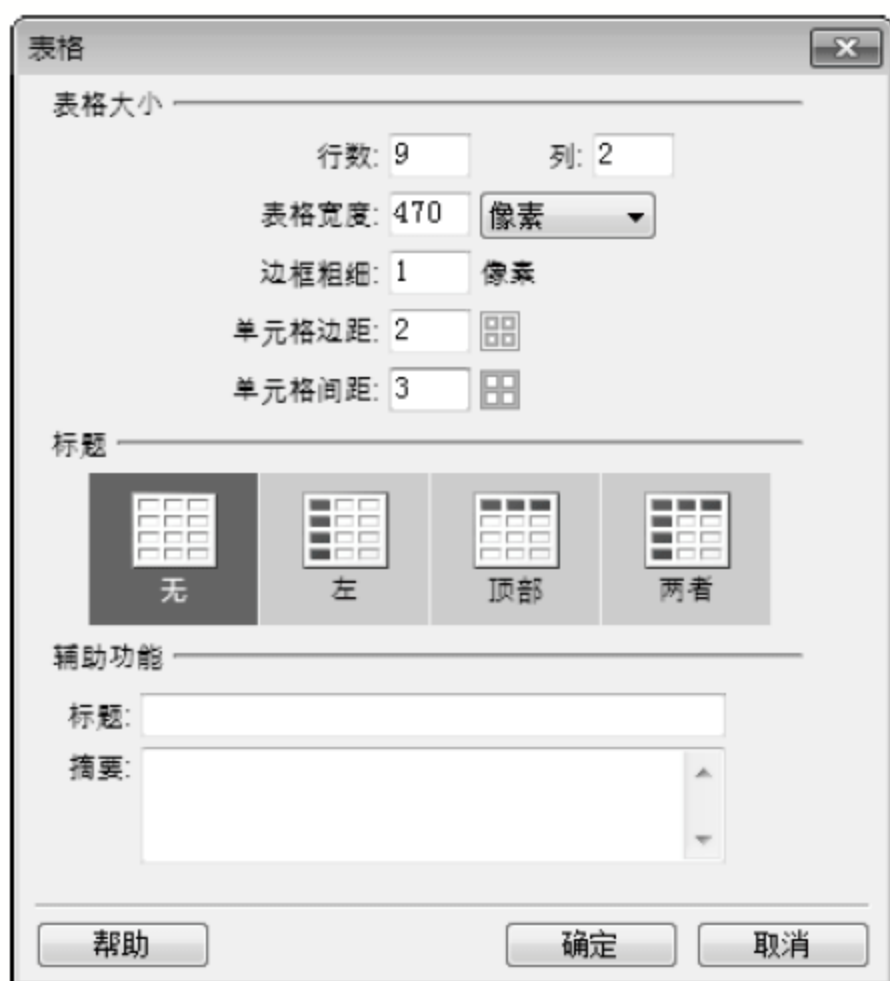 表格
表格大小
行数: 9 列: 2
表格宽度: 470 像素
边框粗细: 1 像素
单元格边距: 2
单元格间距: 3
标题
无 左 顶部 两者
辅助功能
标题:
摘要:
帮助 确定 取消